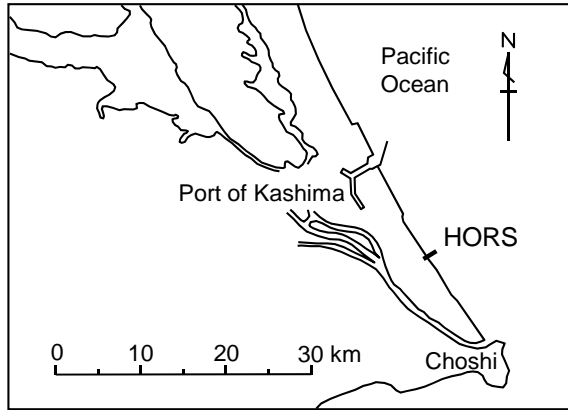 Pacific
Ocean
N
Port of Kashima
HORS
0 10 20 30 km
Choshi